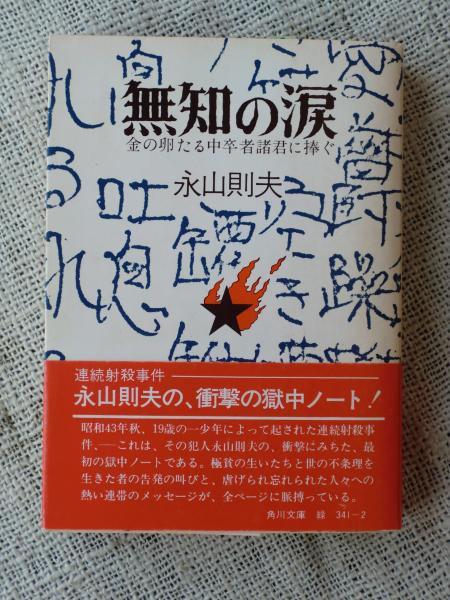 無知の涙
金の卵たる中卒者諸君に捧ぐ
永山則夫
連続射殺事件
永山則夫の、衝撃の獄中ノート！
昭和43年秋、19歳の一少年によって起された連続射殺事
件、──これは、その犯人永山則夫の、衝撃にみちた、最
初の獄中ノートである。極貧の生いたちと世の不条理を
生きた者の告発の叫びと、虐げられ忘れられた人々への
熱い連帯のメッセージが、全ページに脈搏っている。
角川文庫 緑 341-2